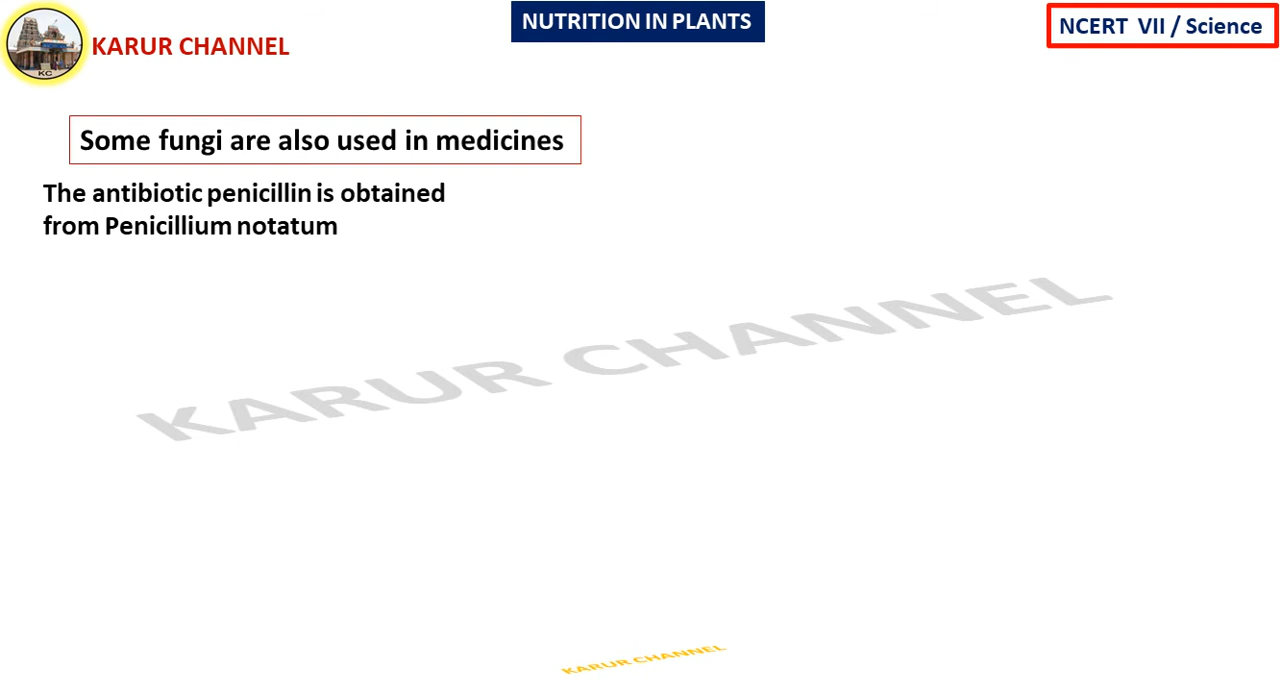 KC
KARUR CHANNEL
NUTRITION IN PLANTS
NCERT VII / Science
Some fungi are also used in medicines
The antibiotic penicillin is obtained
from Penicillium notatum
KARUR CHANNEL
KARUR CHANNEL